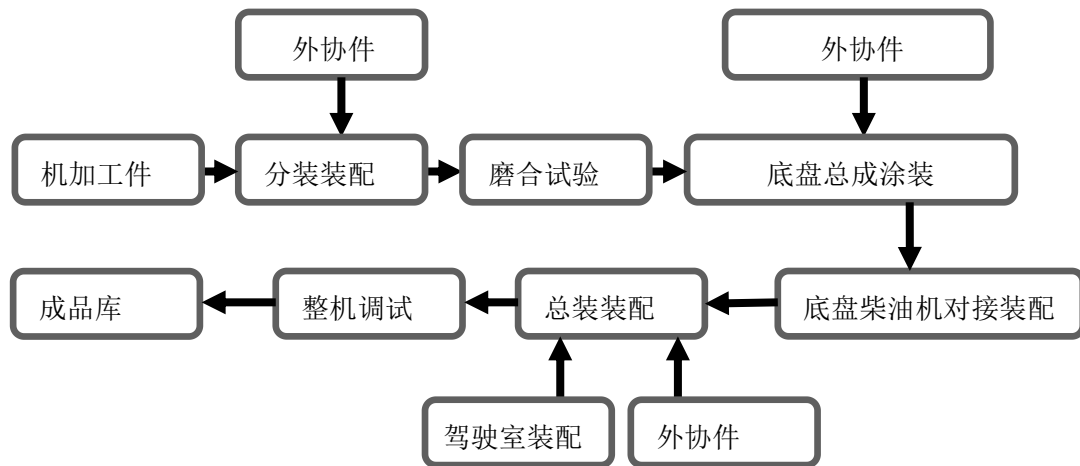 外协件
外协件
机加工件
分装装配
磨合试验
底盘总成涂装
成品库
整机调试
总装装配
底盘柴油机对接装配
驾驶室装配
外协件